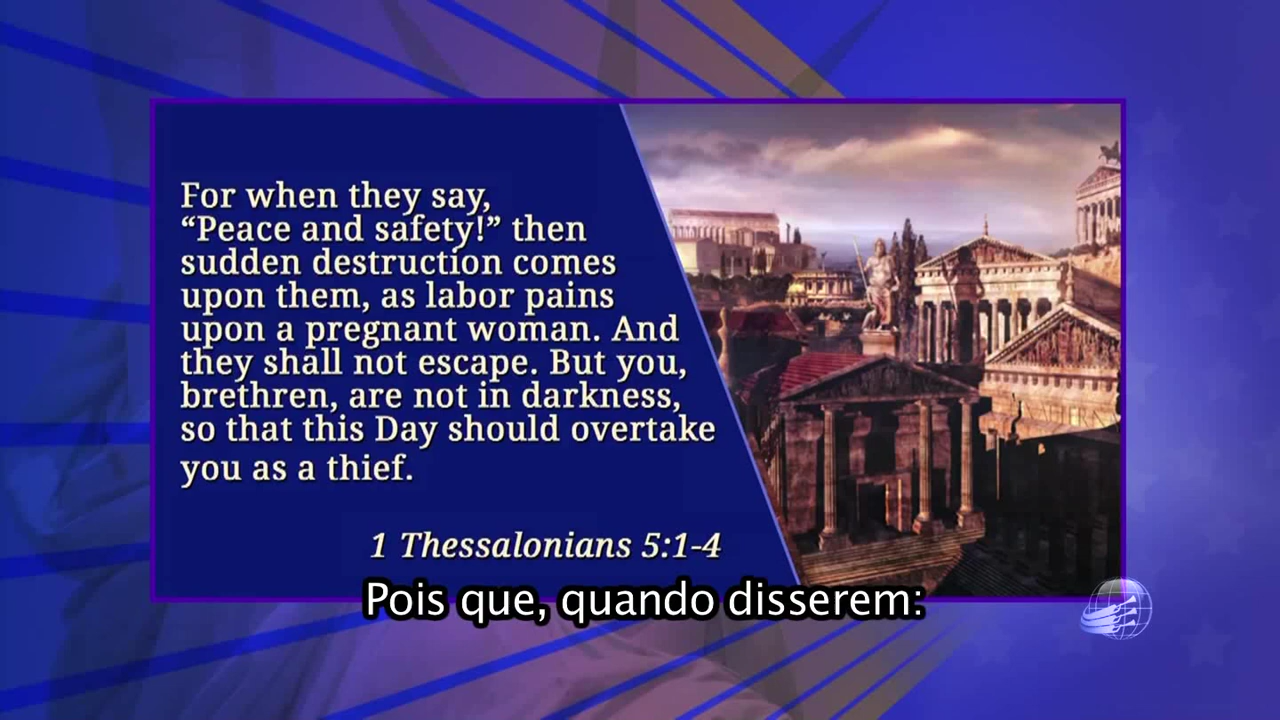 For when they say,
“Peace and safety!” then
sudden destruction comes
upon them, as labor pains
upon a pregnant woman. And
they shall not escape. But you,
brethren, are not in darkness,
so that this Day should overtake
you as a thief.
1 Thessalonians 5:1-4
Pois que, quando disserem: